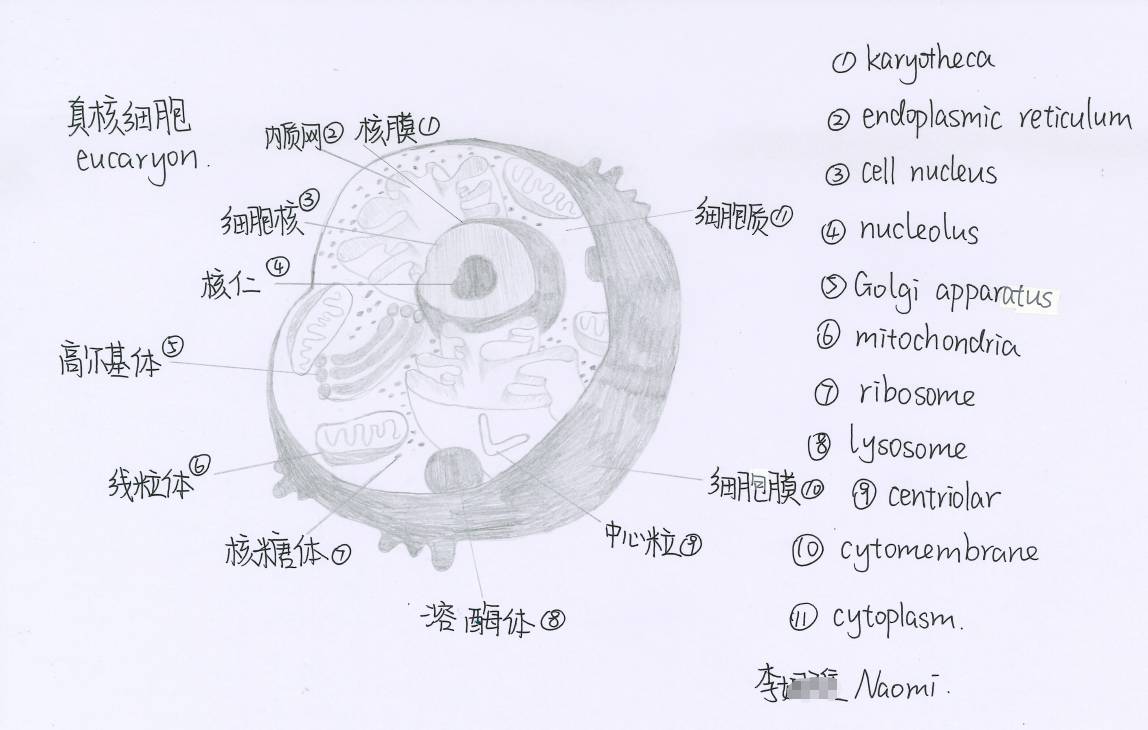 真核细胞
eucaryon.
内质网② 核膜①
细胞核③
核仁④
高尔基体⑤
线粒体⑥
核糖体⑦
溶酶体⑧
细胞质⑪
细胞膜⑩
中心粒⑨
① karyotheca
② endoplasmic reticulum
③ cell nucleus
④ nucleolus
⑤ Golgi apparatus
⑥ mitochondria
⑦ ribosome
⑧ lysosome
⑨ centriolar
⑩ cytomembrane
⑪ cytoplasm.
李 Naomi.